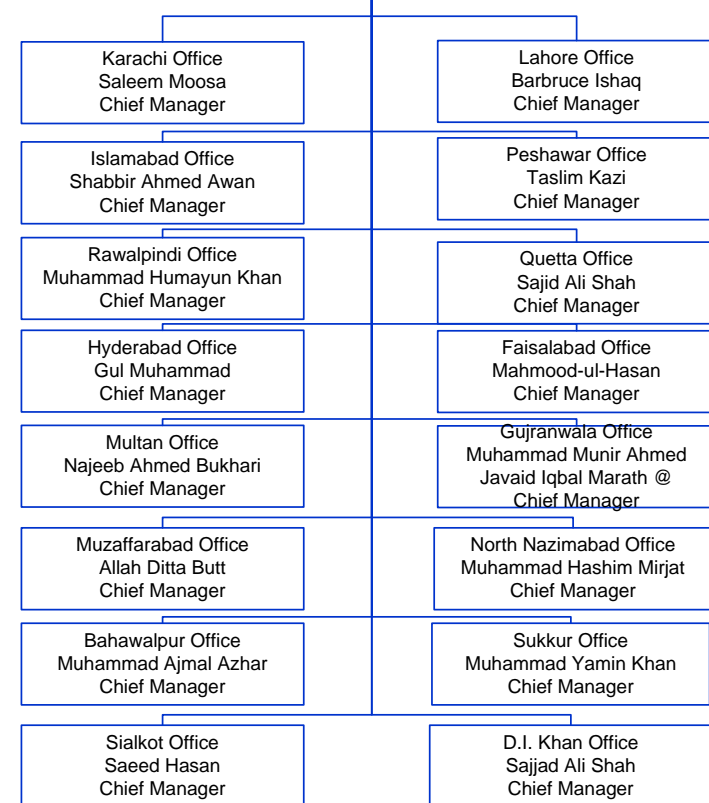 Karachi Office
Saleem Moosa
Chief Manager
Lahore Office
Barbruce Ishaq
Chief Manager
Islamabad Office
Shabbir Ahmed Awan
Chief Manager
Peshawar Office
Taslim Kazi
Chief Manager
Rawalpindi Office
Muhammad Humayun Khan
Chief Manager
Quetta Office
Sajid Ali Shah
Chief Manager
Hyderabad Office
Gul Muhammad
Chief Manager
Faisalabad Office
Mahmood-ul-Hasan
Chief Manager
Multan Office
Najeeb Ahmed Bukhari
Chief Manager
Gujranwala Office
Muhammad Munir Ahmed
Javaid Iqbal Marath @
Chief Manager
Muzaffarabad Office
Allah Ditta Butt
Chief Manager
North Nazimabad Office
Muhammad Hashim Mirjat
Chief Manager
Bahawalpur Office
Muhammad Ajmal Azhar
Chief Manager
Sukkur Office
Muhammad Yamin Khan
Chief Manager
Sialkot Office
Saeed Hasan
Chief Manager
D.I. Khan Office
Sajjad Ali Shah
Chief Manager